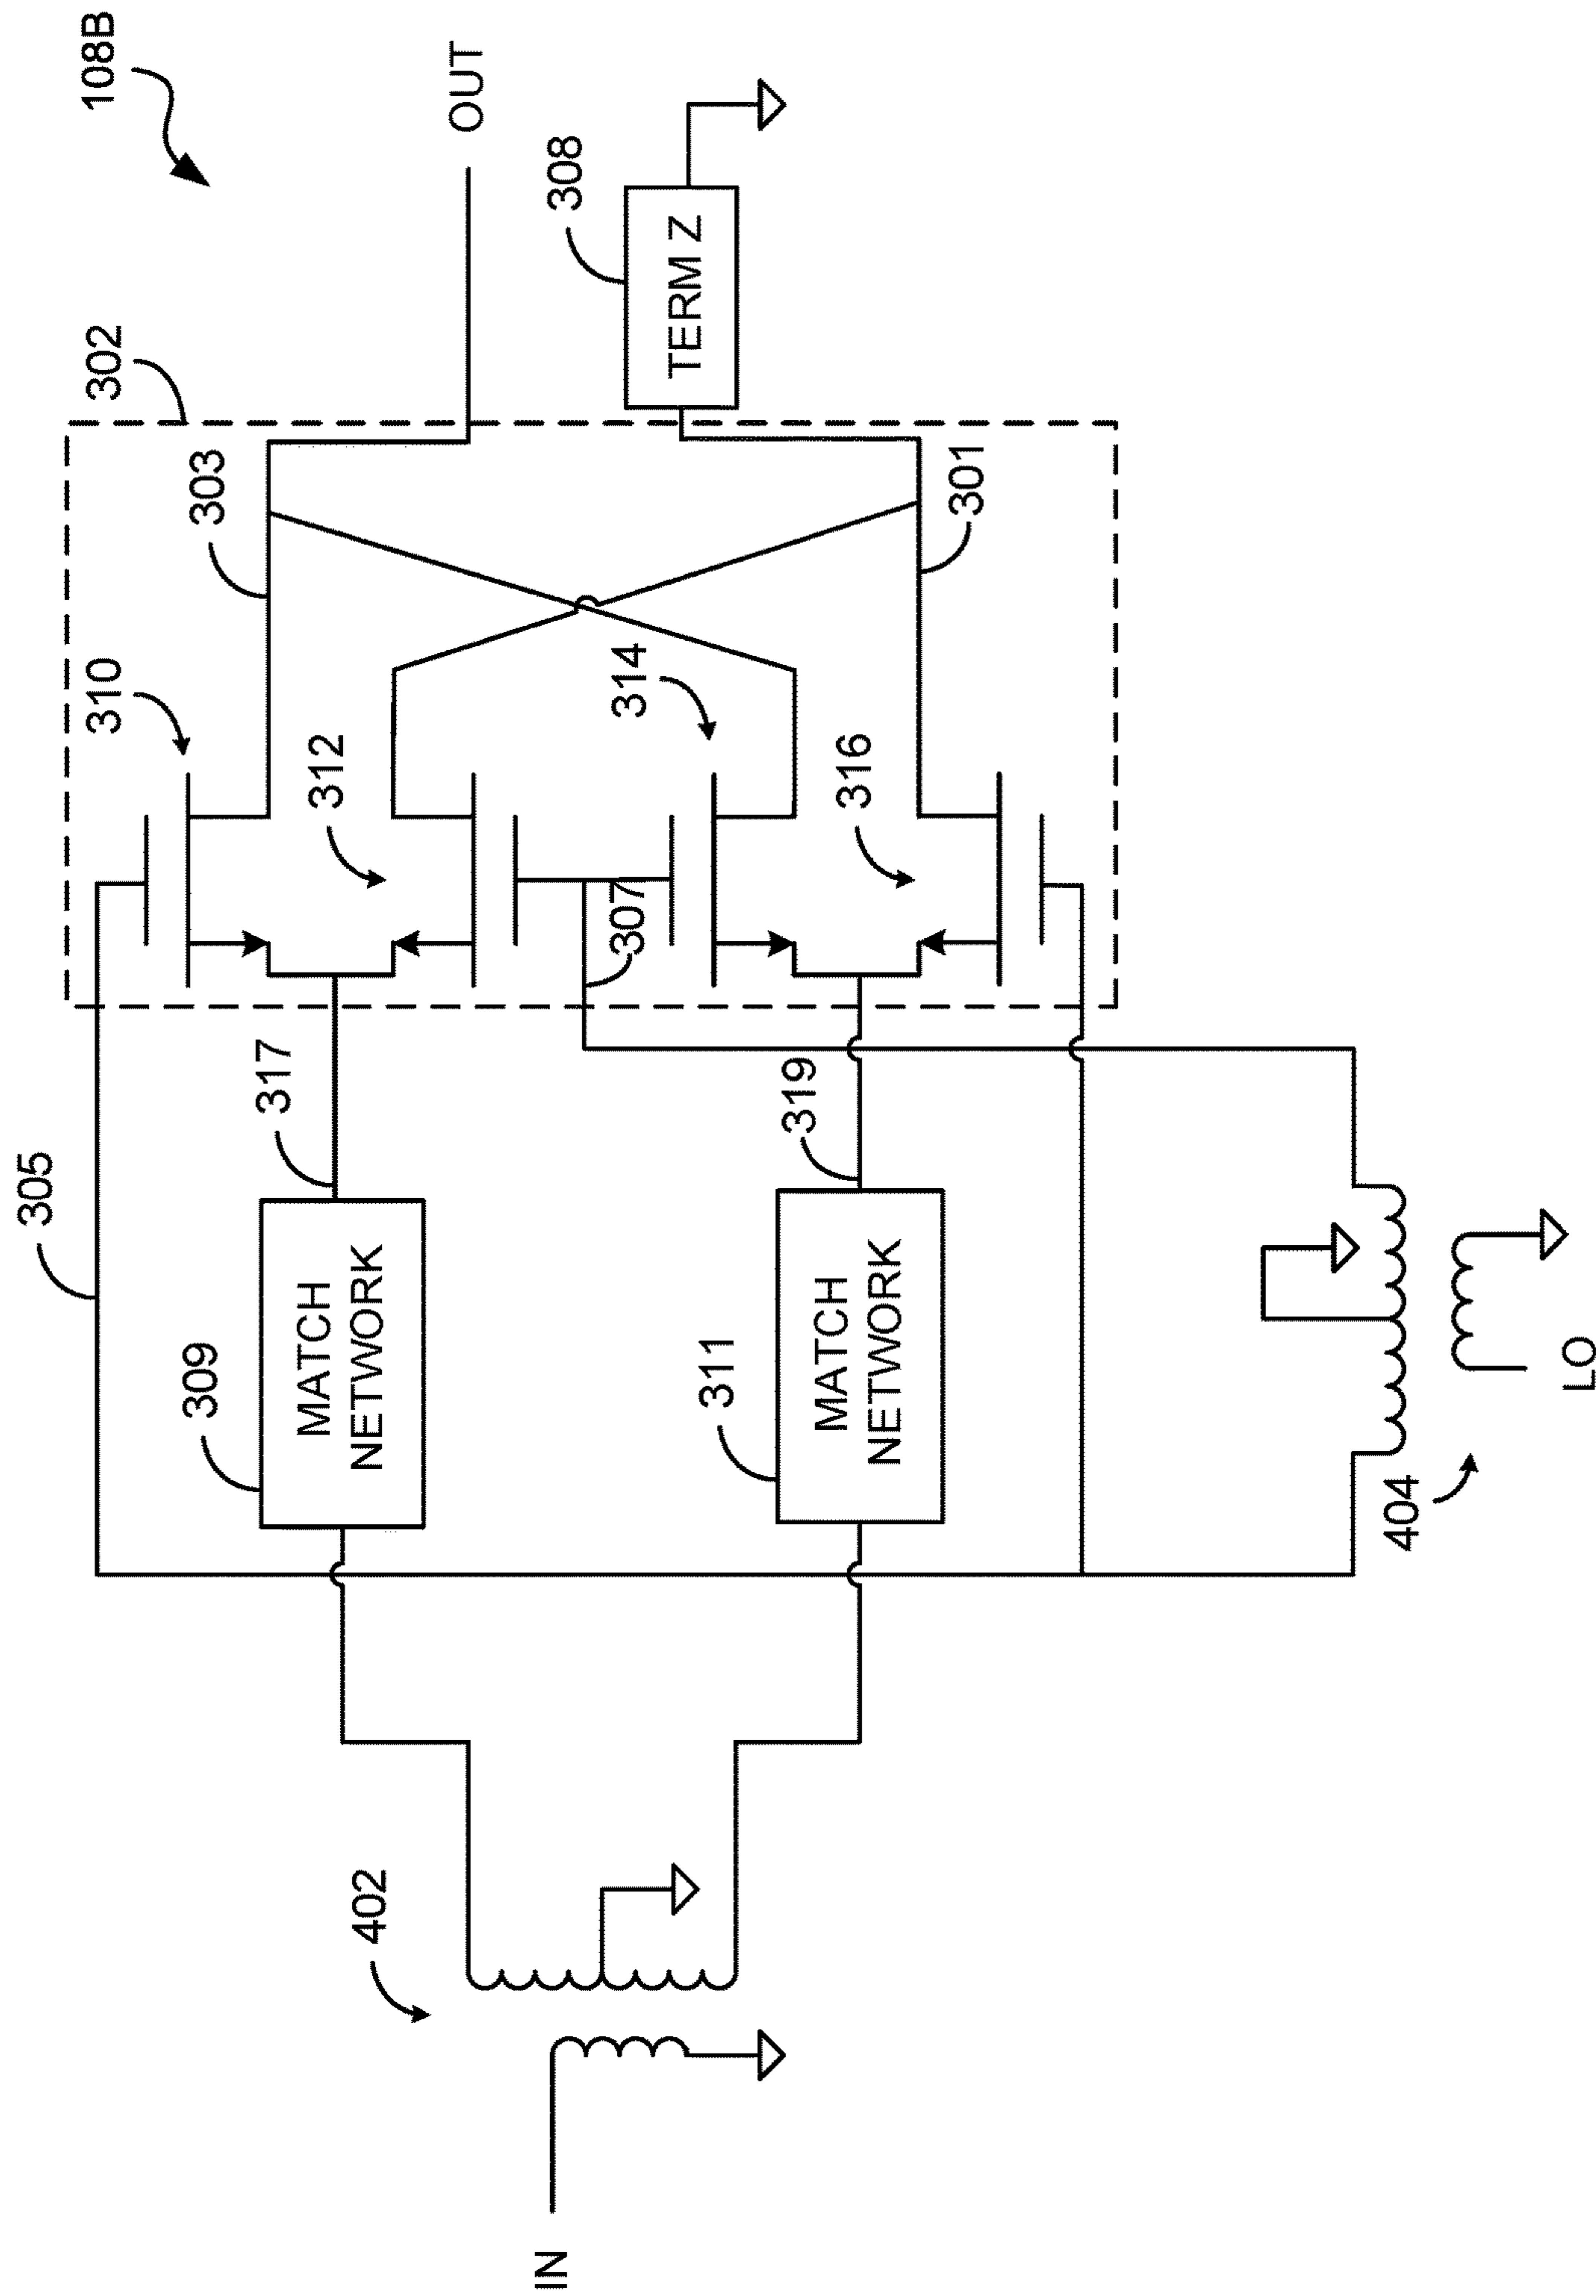 108B
305
310
303
302
OUT
317
312
309
MATCH
NETWORK
308
TERM Z
402
307
314
IN
319
316
301
311
MATCH
NETWORK
404
LO